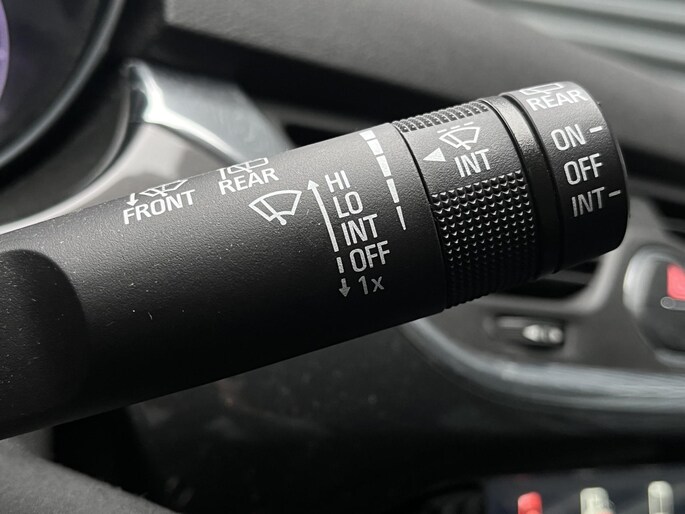 FRONT
REAR
HI
LO
INT
OFF
1x
INT
REAR
ON
OFF
INT